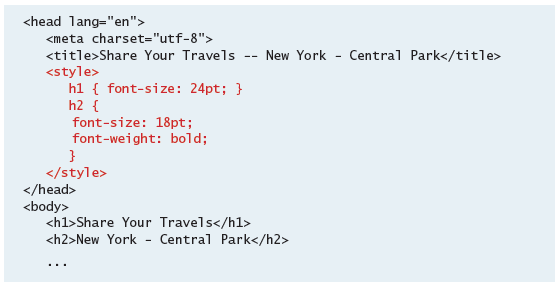 <head lang="en">
<meta charset="utf-8">
<title>Share Your Travels -- New York - Central Park</title>
<style>
h1 { font-size: 24pt; }
h2 {
font-size: 18pt;
font-weight: bold;
}
</style>
</head>
<body>
<h1>Share Your Travels</h1>
<h2>New York - Central Park</h2>
...